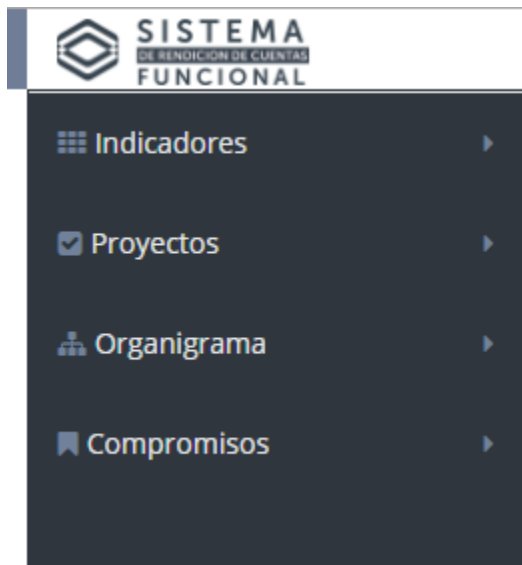 SISTEMA
DE RENDICION DE CUENTAS
FUNCIONAL
Indicadores
Proyectos
Organigrama
Compromisos